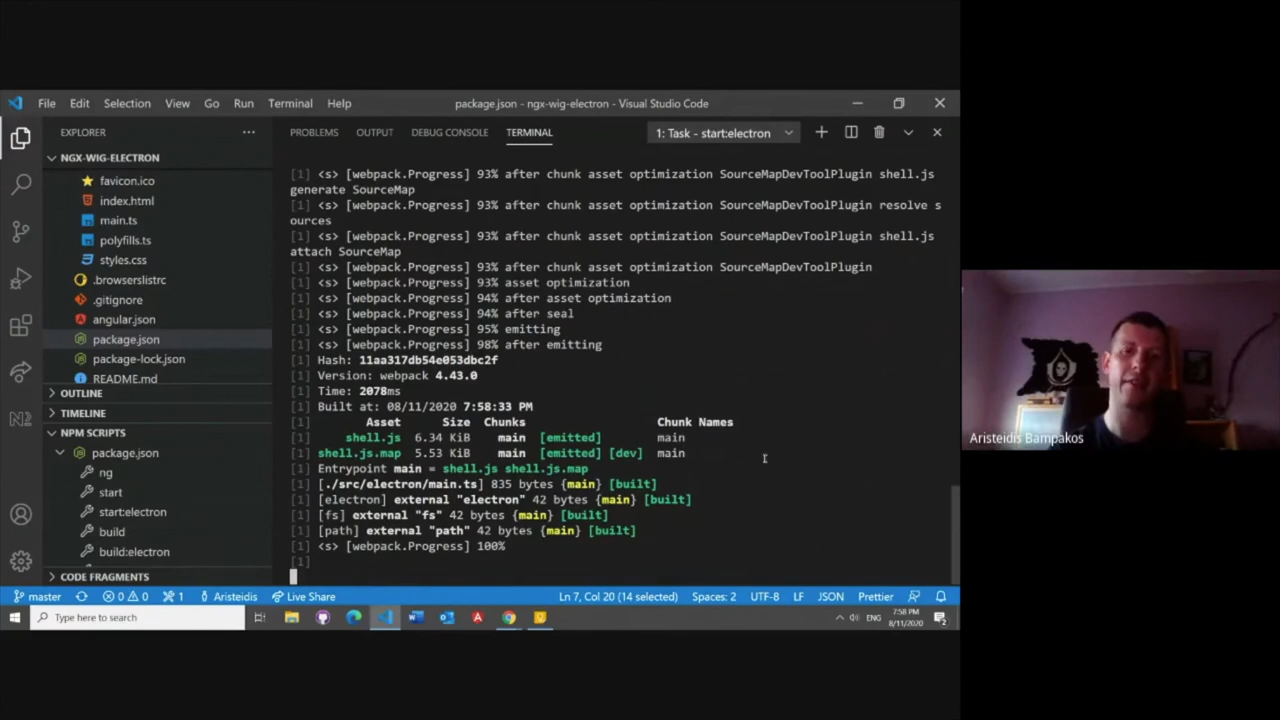 File Edit Selection View Go Run Terminal Help
package.json - ngx-wig-electron - Visual Studio Code
EXPLORER
NGX-WIG-ELECTRON
favicon.ico
index.html
main.ts
polyfills.ts
styles.css
.browserslistrc
.gitignore
angular.json
package.json
package-lock.json
README.md
OUTLINE
TIMELINE
NPM SCRIPTS
package.json
ng
start
start:electron
build
build:electron
CODE FRAGMENTS
PROBLEMS OUTPUT DEBUG CONSOLE TERMINAL
1: Task - start:electron
[1] <s> [webpack.Progress] 93% after chunk asset optimization SourceMapDevToolPlugin shell.js
generate SourceMap
[1] <s> [webpack.Progress] 93% after chunk asset optimization SourceMapDevToolPlugin resolve s
ources
[1] <s> [webpack.Progress] 93% after chunk asset optimization SourceMapDevToolPlugin shell.js
attach SourceMap
[1] <s> [webpack.Progress] 93% after chunk asset optimization SourceMapDevToolPlugin
[1] <s> [webpack.Progress] 93% asset optimization
[1] <s> [webpack.Progress] 94% after asset optimization
[1] <s> [webpack.Progress] 94% after seal
[1] <s> [webpack.Progress] 95% emitting
[1] <s> [webpack.Progress] 98% after emitting
[1] Hash: 11aa317db54e053dbc2f
[1] Version: webpack 4.43.0
[1] Time: 2078ms
[1] Built at: 08/11/2020 7:58:33 PM
[1] Asset Size Chunks Chunk Names
[1] shell.js 6.34 KiB main [emitted] main
[1] shell.js.map 5.53 KiB main [emitted] [dev] main
[1] Entrypoint main = shell.js shell.js.map
[1] [./src/electron/main.ts] 835 bytes {main} [built]
[1] [electron] external "electron" 42 bytes {main} [built]
[1] [fs] external "fs" 42 bytes {main} [built]
[1] [path] external "path" 42 bytes {main} [built]
[1] <s> [webpack.Progress] 100%
[1]
master 0 0 1 Aristeidis Live Share
Ln 7, Col 20 (14 selected) Spaces: 2 UTF-8 LF JSON Prettier
Type here to search
ENG
7:58 PM
8/11/2020
2
Aristeidis Bampakos